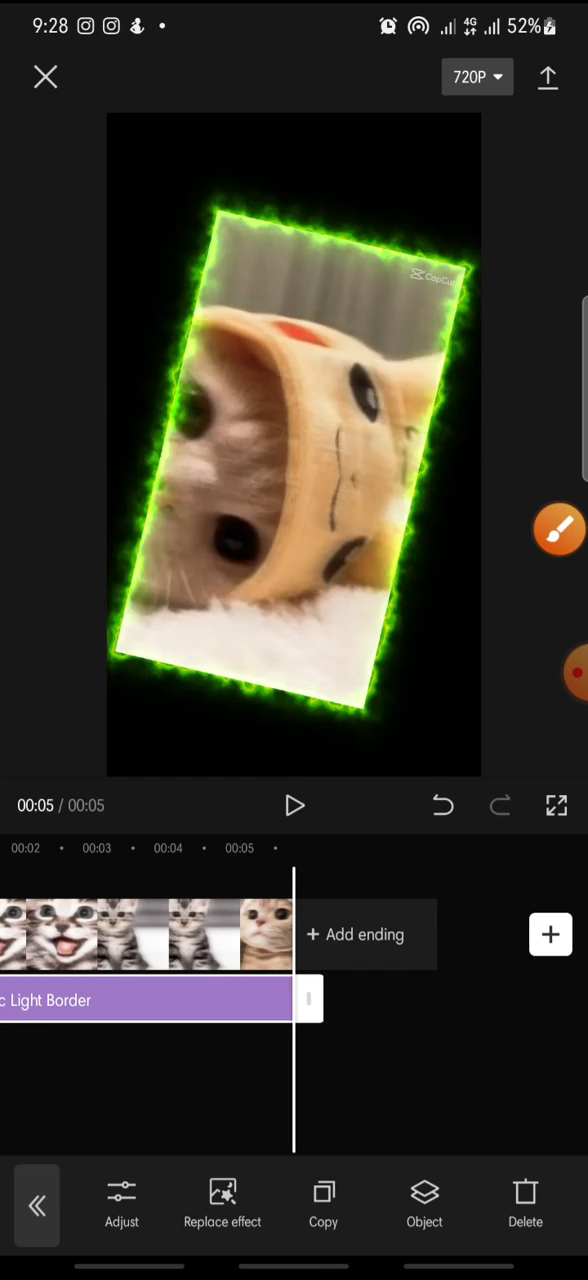 9:28
4G
52%
720P
CapCut
00:05 / 00:05
00:02 • 00:03 • 00:04 • 00:05 •
+ Add ending
+
c Light Border
Adjust
Replace effect
Copy
Object
Delete